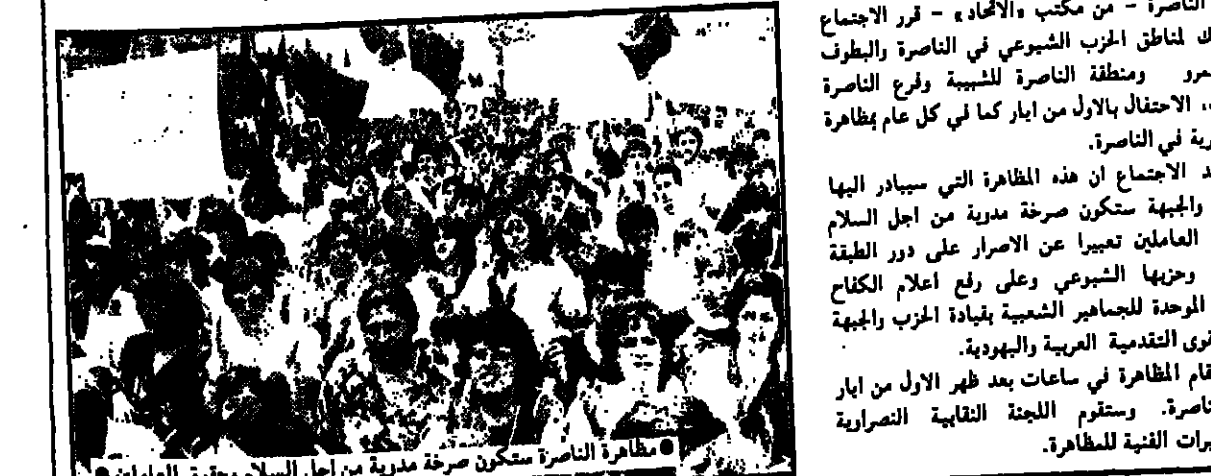 الناصرة - من مكتب «الاتحاد» - قرر الاجتماع
ك لمناطق الحزب الشيوعي في الناصرة والبطوف
مرو ومنطقة الناصرة للشبيبة وفرع الناصرة
، الاحتفال بالاول من ايار كما في كل عام بمظاهرة
رية في الناصرة.
د الاجتماع ان هذه المظاهرة التي سيبادر اليها
والجبهة ستكون صرخة مدوية من اجل السلام
العاملين تعبيرا عن الاصرار على دور الطبقة
وحزبها الشيوعي وعلى رفع اعلام الكفاح
الموحدة للجماهير الشعبية بقيادة الحزب والجبهة
قوى التقدمية العربية واليهودية.
قام المظاهرة في ساعات بعد ظهر الاول من ايار
ناصرة. وستقوم اللجنة النقابية النصراوية
يرات الفنية للمظاهرة.
● مظاهرة الناصرة ستكون صرخة مدوية من اجل السلام وحقوق العاملين ●